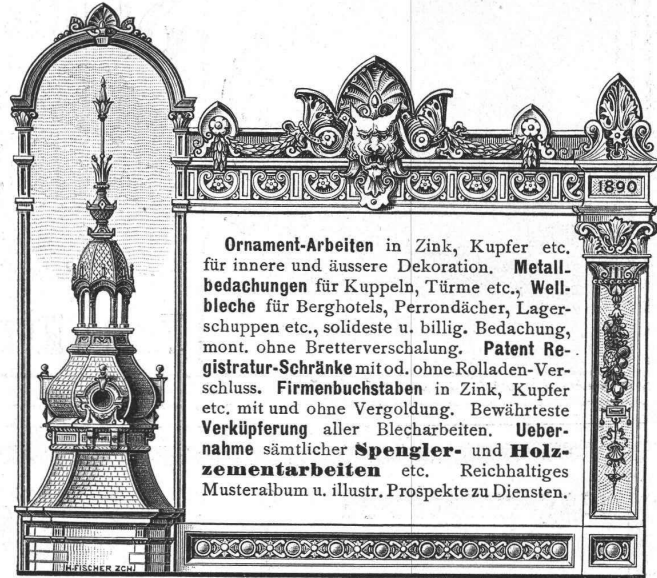 1890
Ornament-Arbeiten in Zink, Kupfer etc.
für innere und äussere Dekoration. Metall-
bedachungen für Kuppeln, Türme etc., Well-
bleche für Berghotels, Perrondächer, Lager-
schuppen etc., solideste u. billig. Bedachung,
mont. ohne Bretterverschalung. Patent Re-
gistratur-Schränke mit od. ohne Rolladen-Ver-
schluss. Firmenbuchstaben in Zink, Kupfer
etc. mit und ohne Vergoldung. Bewährteste
Verküpferung aller Blecharbeiten. Ueber-
nahme sämtlicher Spengler- und Holz-
zementarbeiten etc. Reichhaltiges
Musteralbum u. illustr. Prospekte zu Diensten.
H.FISCHER ZCH.